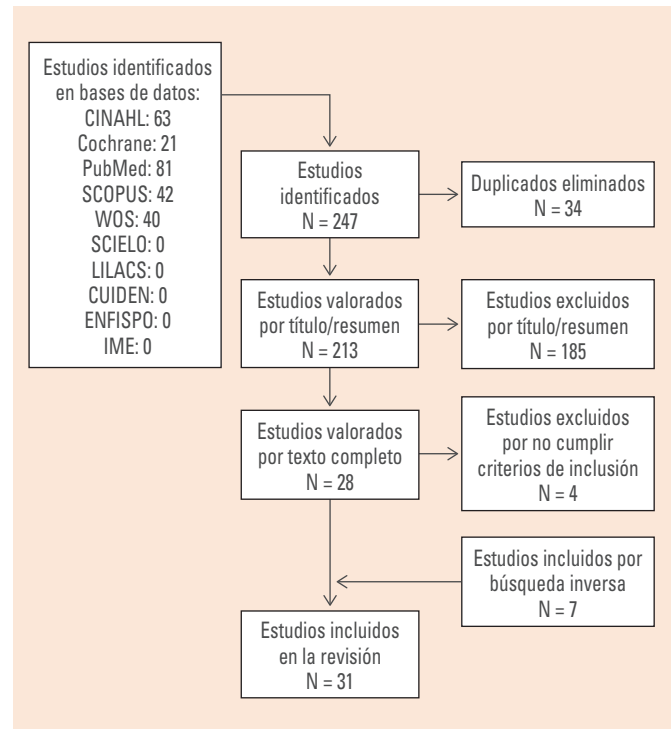 Estudios identificados
en bases de datos:
CINAHL: 63
Cochrane: 21
PubMed: 81
SCOPUS: 42
WOS: 40
SCIELO: 0
LILACS: 0
CUIDEN: 0
ENFISPO: 0
IME: 0
Estudios
identificados
N = 247
Duplicados eliminados
N = 34
Estudios valorados
por título/resumen
N = 213
Estudios excluidos
por título/resumen
N = 185
Estudios valorados
por texto completo
N = 28
Estudios excluidos
por no cumplir
criterios de inclusión
N = 4
Estudios incluidos por
búsqueda inversa
N = 7
Estudios incluidos
en la revisión
N = 31